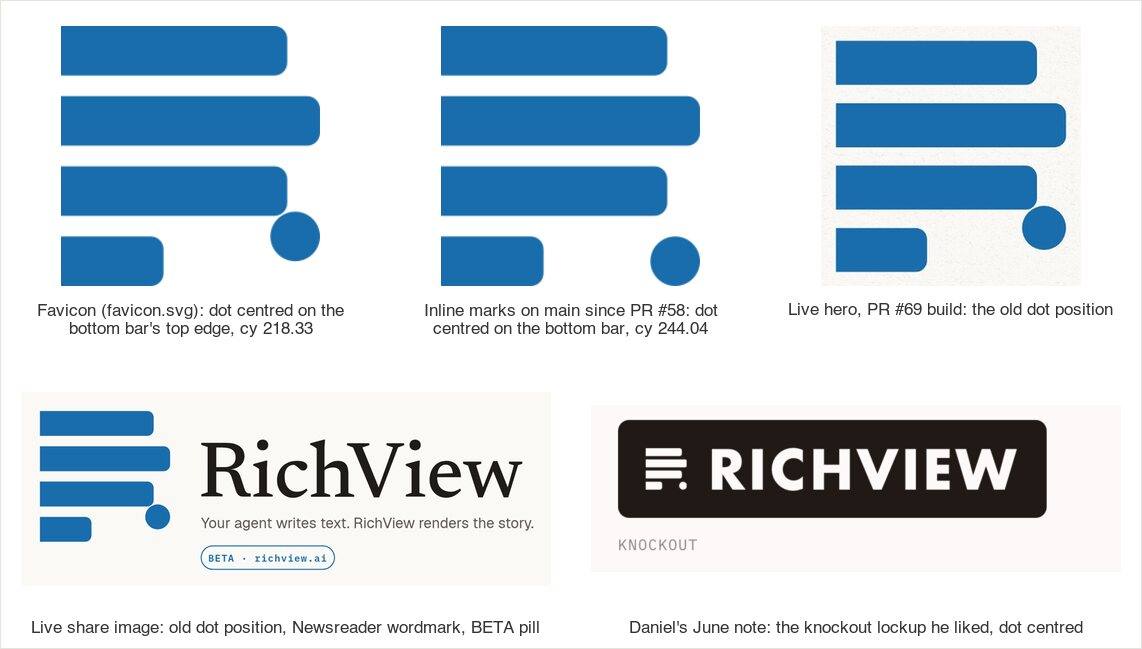 Favicon (favicon.svg): dot centred on the
bottom bar's top edge, cy 218.33
Inline marks on main since PR #58: dot
centred on the bottom bar, cy 244.04
Live hero, PR #69 build: the old dot position
RichView
Your agent writes text. RichView renders the story.
BETA · richview.ai
Live share image: old dot position, Newsreader wordmark, BETA pill
RICHVIEW
KNOCKOUT
Daniel's June note: the knockout lockup he liked, dot centred